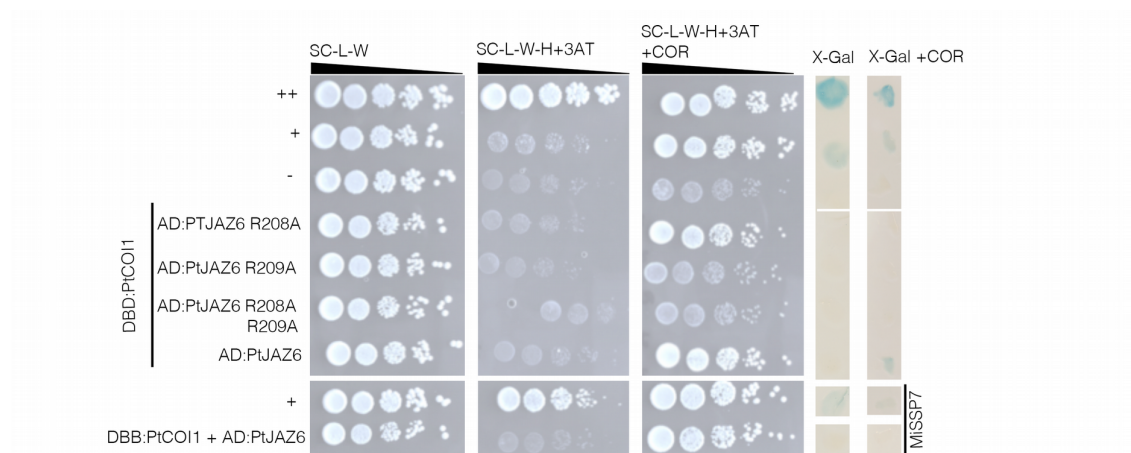 SC-L-W
SC-L-W-H+3AT
SC-L-W-H+3AT
+COR
X-Gal
X-Gal +COR
++
+
-
DBD:PtCOI1
AD:PTJAZ6 R208A
AD:PtJAZ6 R209A
AD:PtJAZ6 R208A
R209A
AD:PtJAZ6
+
DBB:PtCOI1 + AD:PtJAZ6
MiSSP7